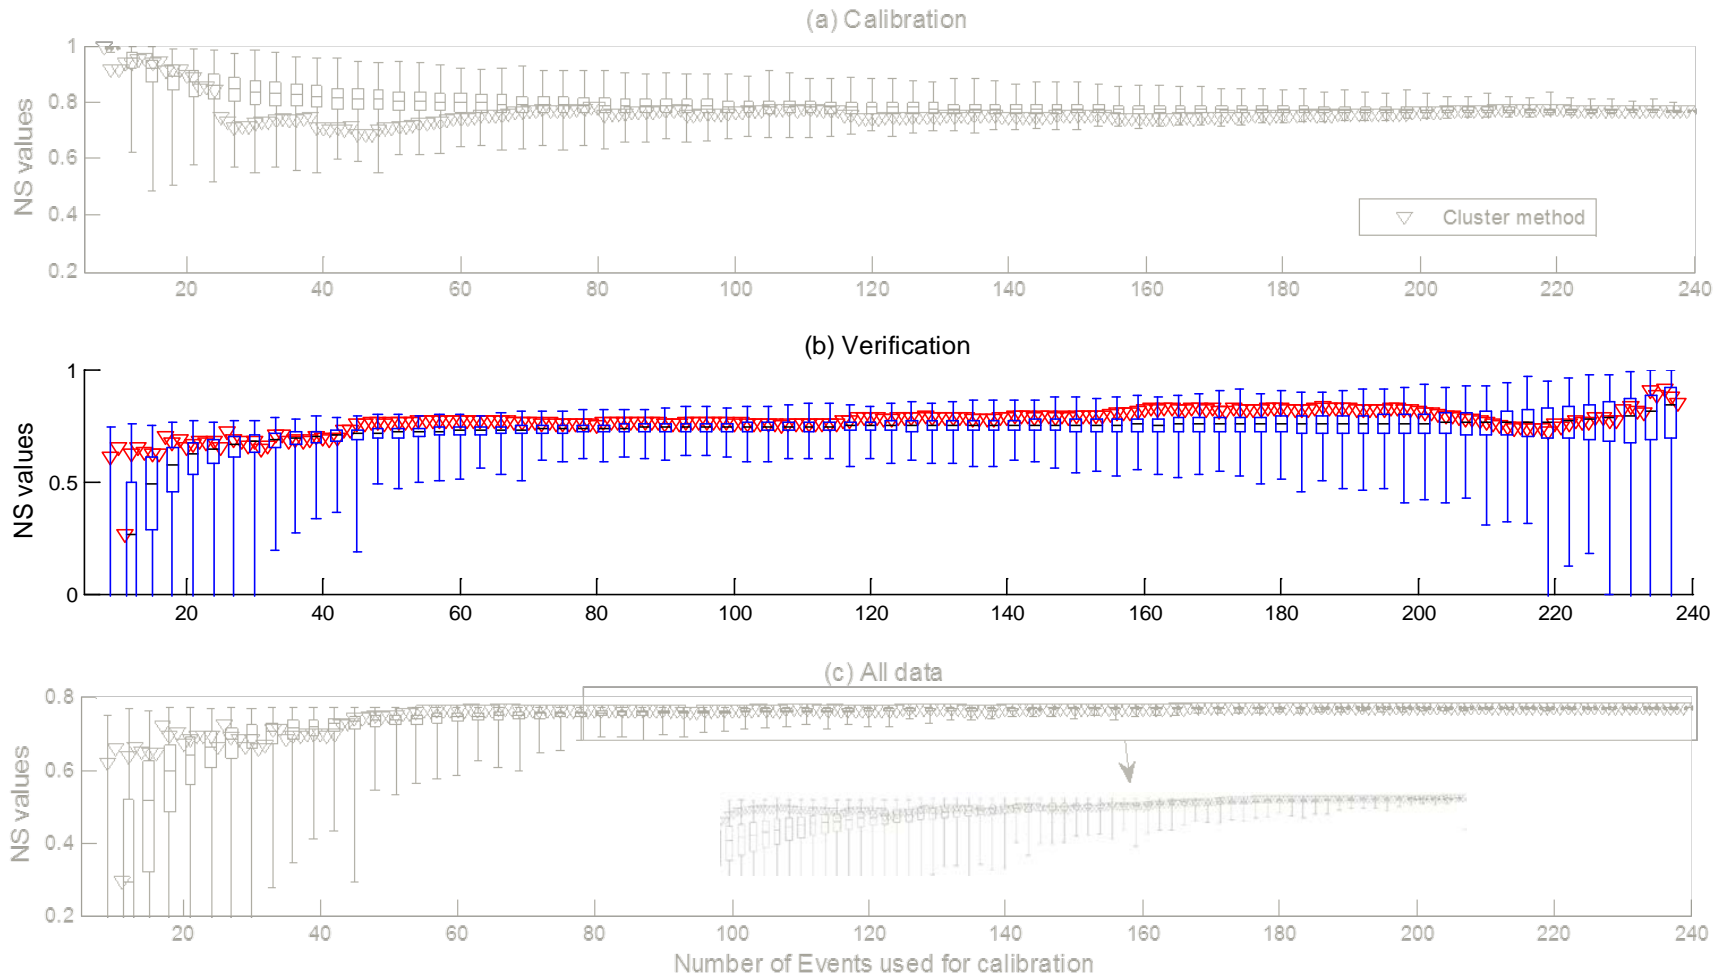 (a) Calibration
1
0.8
0.6
0.4
0.2
NS values
Cluster method
20 40 60 80 100 120 140 160 180 200 220 240
(b) Verification
1
0.5
0
NS values
20 40 60 80 100 120 140 160 180 200 220 240
(c) All data
0.8
0.6
0.4
0.2
NS values
20 40 60 80 100 120 140 160 180 200 220 240
Number of Events used for calibration